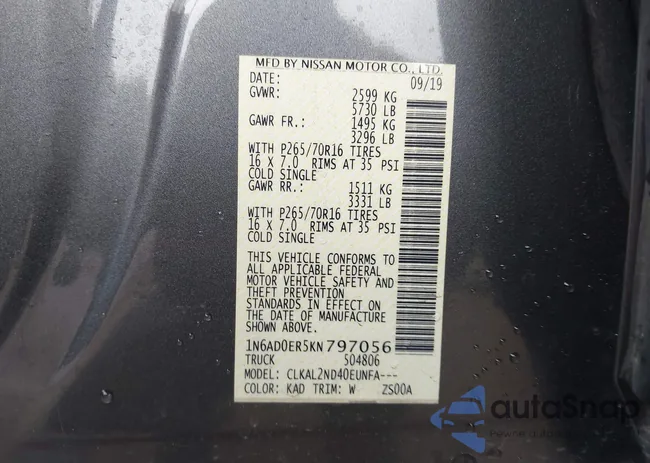 MFD BY NISSAN MOTOR CO., LTD.
DATE: 09/19
GVWR: 2599 KG
5730 LB
GAWR FR.: 1495 KG
3296 LB
WITH P265/70R16 TIRES
16 X 7.0 RIMS AT 35 PSI
COLD SINGLE
GAWR RR.: 1511 KG
3331 LB
WITH P265/70R16 TIRES
16 X 7.0 RIMS AT 35 PSI
COLD SINGLE
THIS VEHICLE CONFORMS TO
ALL APPLICABLE FEDERAL
MOTOR VEHICLE SAFETY AND
THEFT PREVENTION
STANDARDS IN EFFECT ON
THE DATE OF MANUFACTURE
SHOWN ABOVE.
1N6AD0ER5KN797056
TRUCK 504806
MODEL: CLKAL2ND40EUNFA---
COLOR: KAD TRIM: W ZS00A
autoSnap